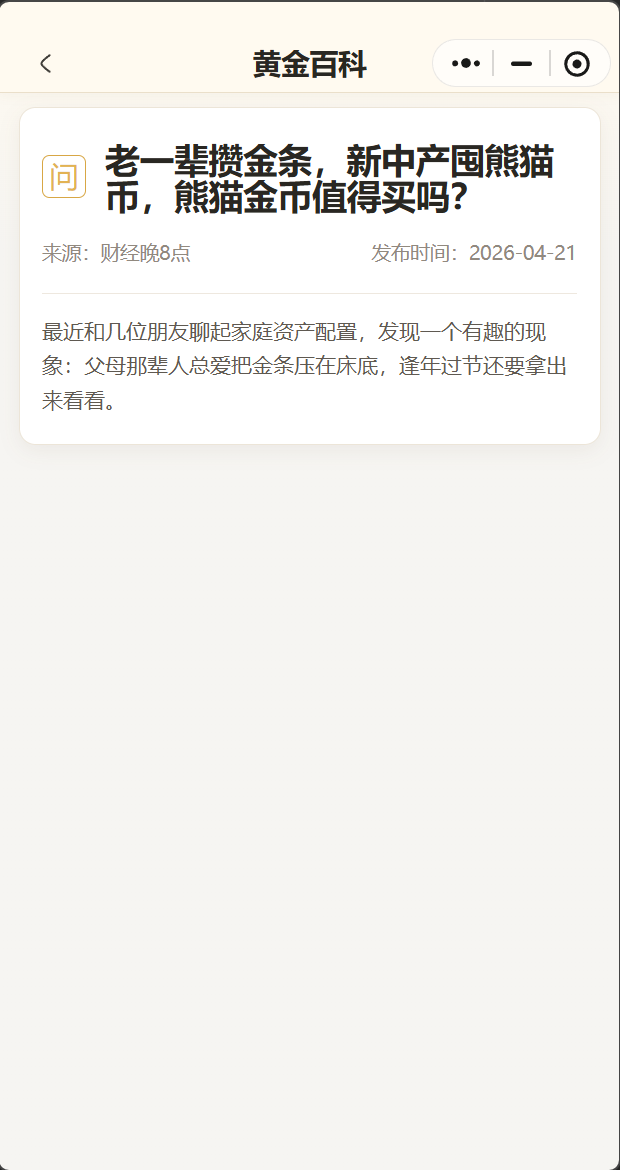 黄金百科
问
老一辈攒金条，新中产囤熊猫
币，熊猫金币值得买吗？
来源：财经晚8点 发布时间：2026-04-21
最近和几位朋友聊起家庭资产配置，发现一个有趣的现
象：父母那辈人总爱把金条压在床底，逢年过节还要拿出
来看看。